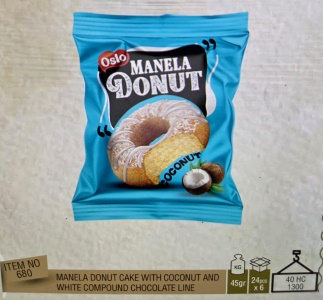 Oslo
MANELA
DONUT
COCONUT
ITEM NO
680
MANELA DONUT CAKE WITH COCONUT AND
WHITE COMPOUND CHOCOLATE LINE
KG
45gr
24pcs
x 6
40 HC
1300